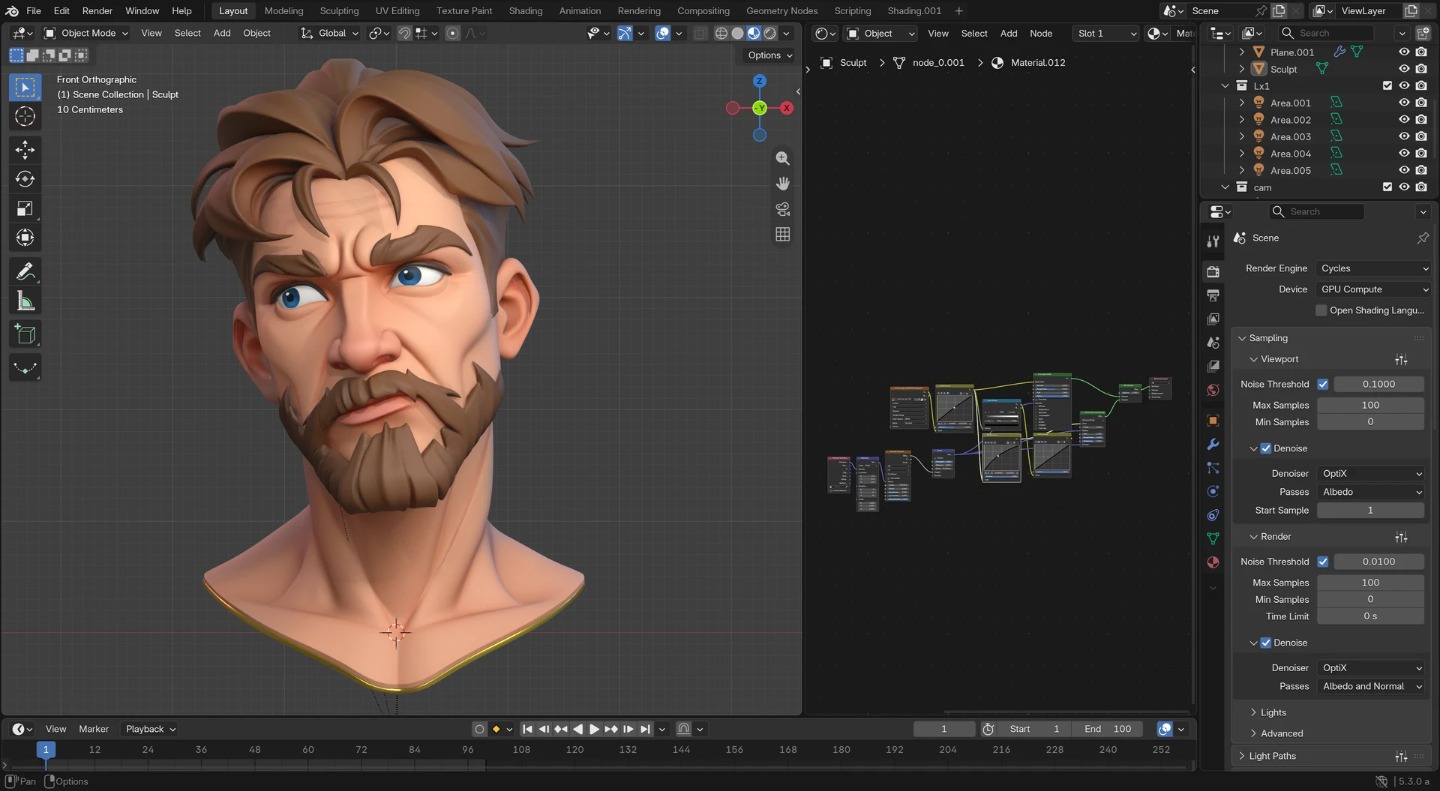 File Edit Render Window Help Layout Modeling Sculpting UV Editing Texture Paint Shading Animation Rendering Compositing Geometry Nodes Scripting Shading.001 + Scene ViewLayer
Object Mode View Select Add Object Global
Options
Front Orthographic
(1) Scene Collection | Sculpt
10 Centimeters
Z
-Y X
Object View Select Add Node Slot 1 Mat
Sculpt > node_0.001 > Material.012
Search
Plane.001
Sculpt
Lx1
Area.001
Area.002
Area.003
Area.004
Area.005
cam
Search
Scene
Render Engine Cycles
Device GPU Compute
Open Shading Langu...
Sampling
Viewport
Noise Threshold 0.1000
Max Samples 100
Min Samples 0
Denoise
Denoiser OptiX
Passes Albedo
Start Sample 1
Render
Noise Threshold 0.0100
Max Samples 100
Min Samples 0
Time Limit 0 s
Denoise
Denoiser OptiX
Passes Albedo and Normal
Lights
Advanced
Light Paths
View Marker Playback 1 Start 1 End 100
1 12 24 36 48 60 72 84 96 108 120 132 144 156 168 180 192 204 216 228 240 252
Pan Options
5.3.0 a